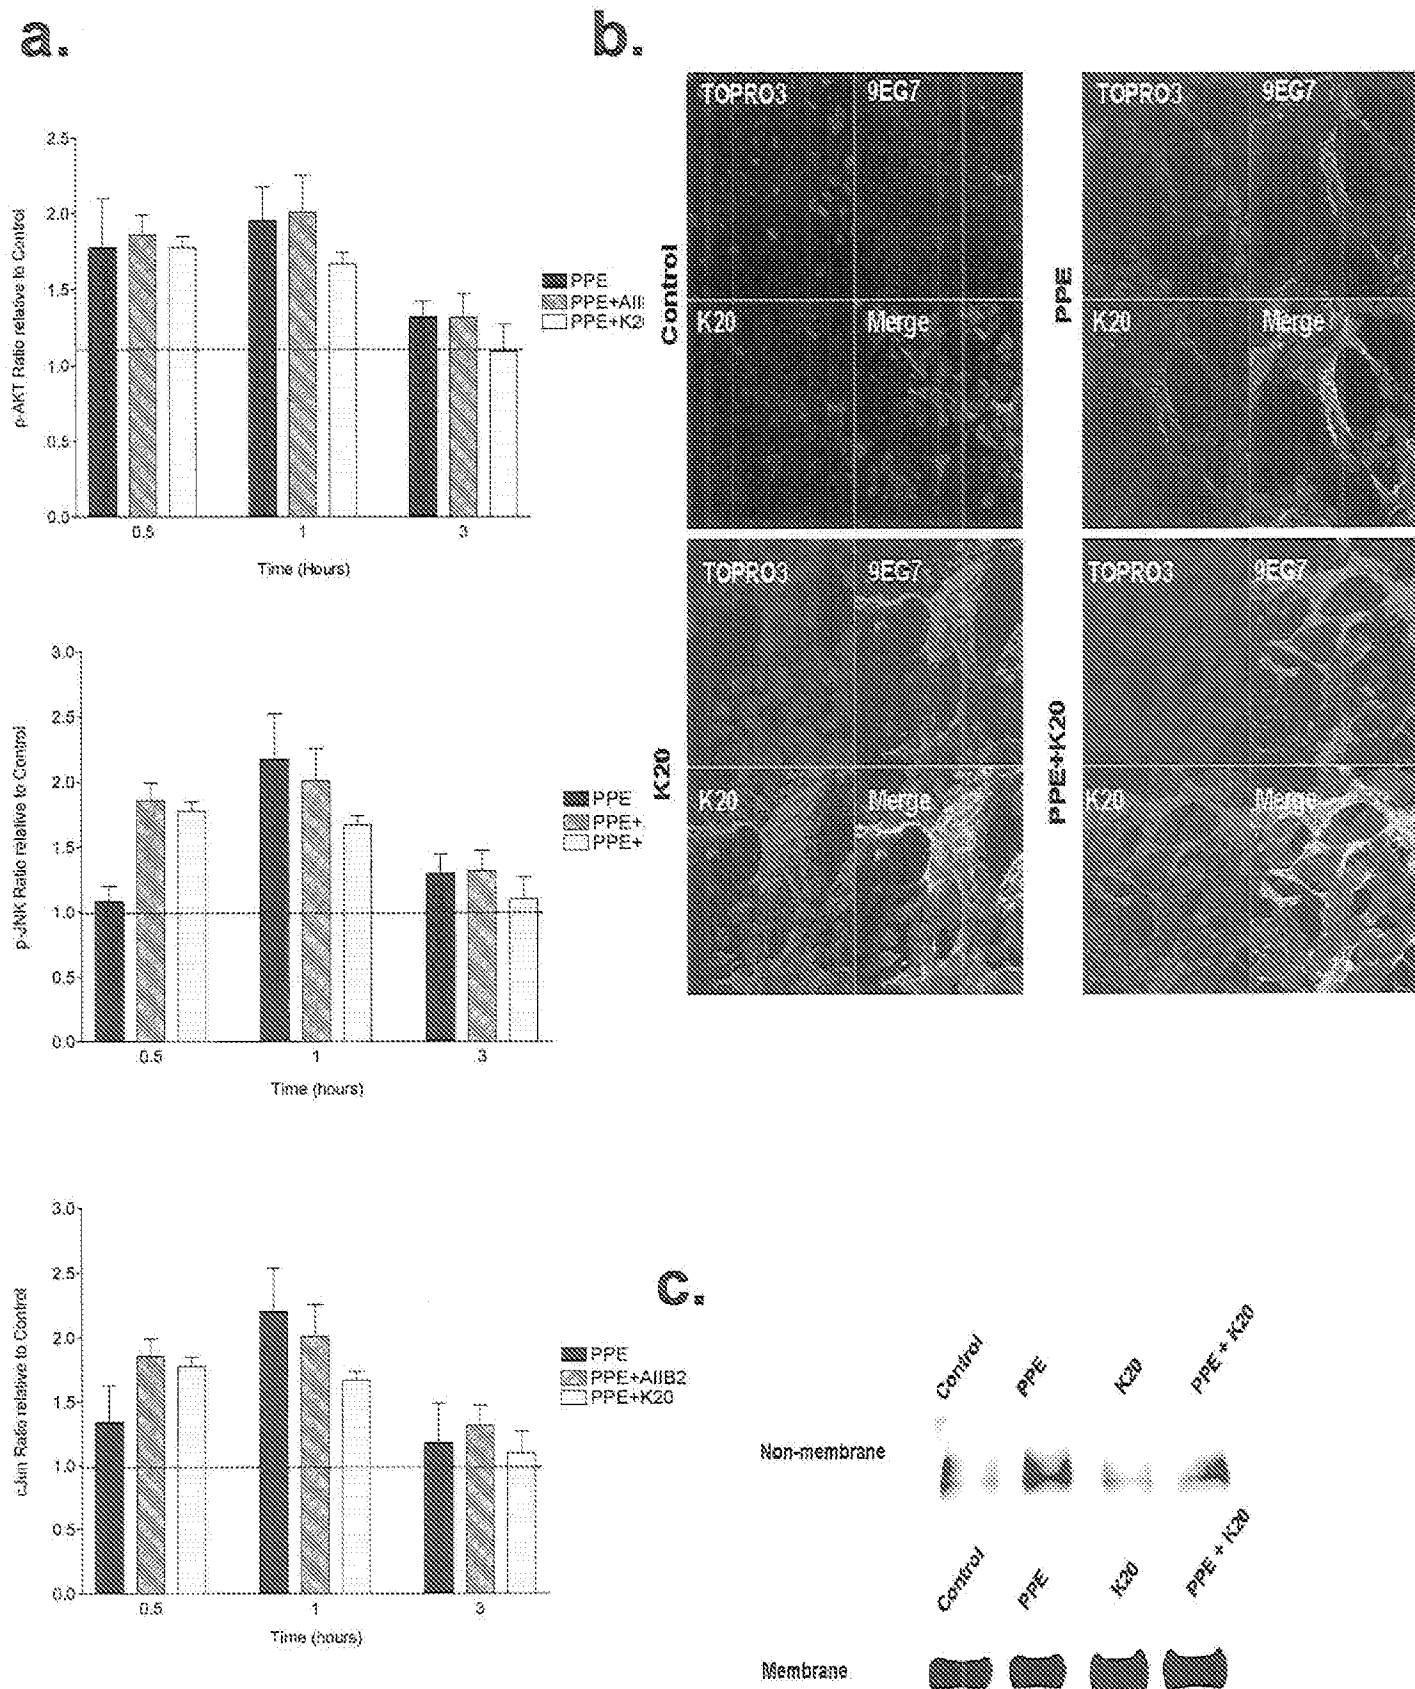 a.
2.5
2.0
1.5
1.0
0.5
0.0
p-AKT Ratio relative to Control
0.5 1 3
Time (Hours)
PPE
PPE+AII
PPE+K2
3.0
2.5
2.0
1.5
1.0
0.5
0.0
p-JNK Ratio relative to Control
0.5 1 3
Time (hours)
PPE
PPE+
PPE+
3.0
2.5
2.0
1.5
1.0
0.5
0.0
cJun Ratio relative to Control
0.5 1 3
Time (hours)
PPE
PPE+AIIB2
PPE+K20
b.
Control
TOPRO3 9EG7
K20 Merge
PPE
TOPRO3 9EG7
K20 Merge
K20
TOPRO3 9EG7
K20 Merge
PPE+K20
TOPRO3 9EG7
K20 Merge
c.
Control PPE K20 PPE + K20
Non-membrane
Control PPE K20 PPE + K20
Membrane